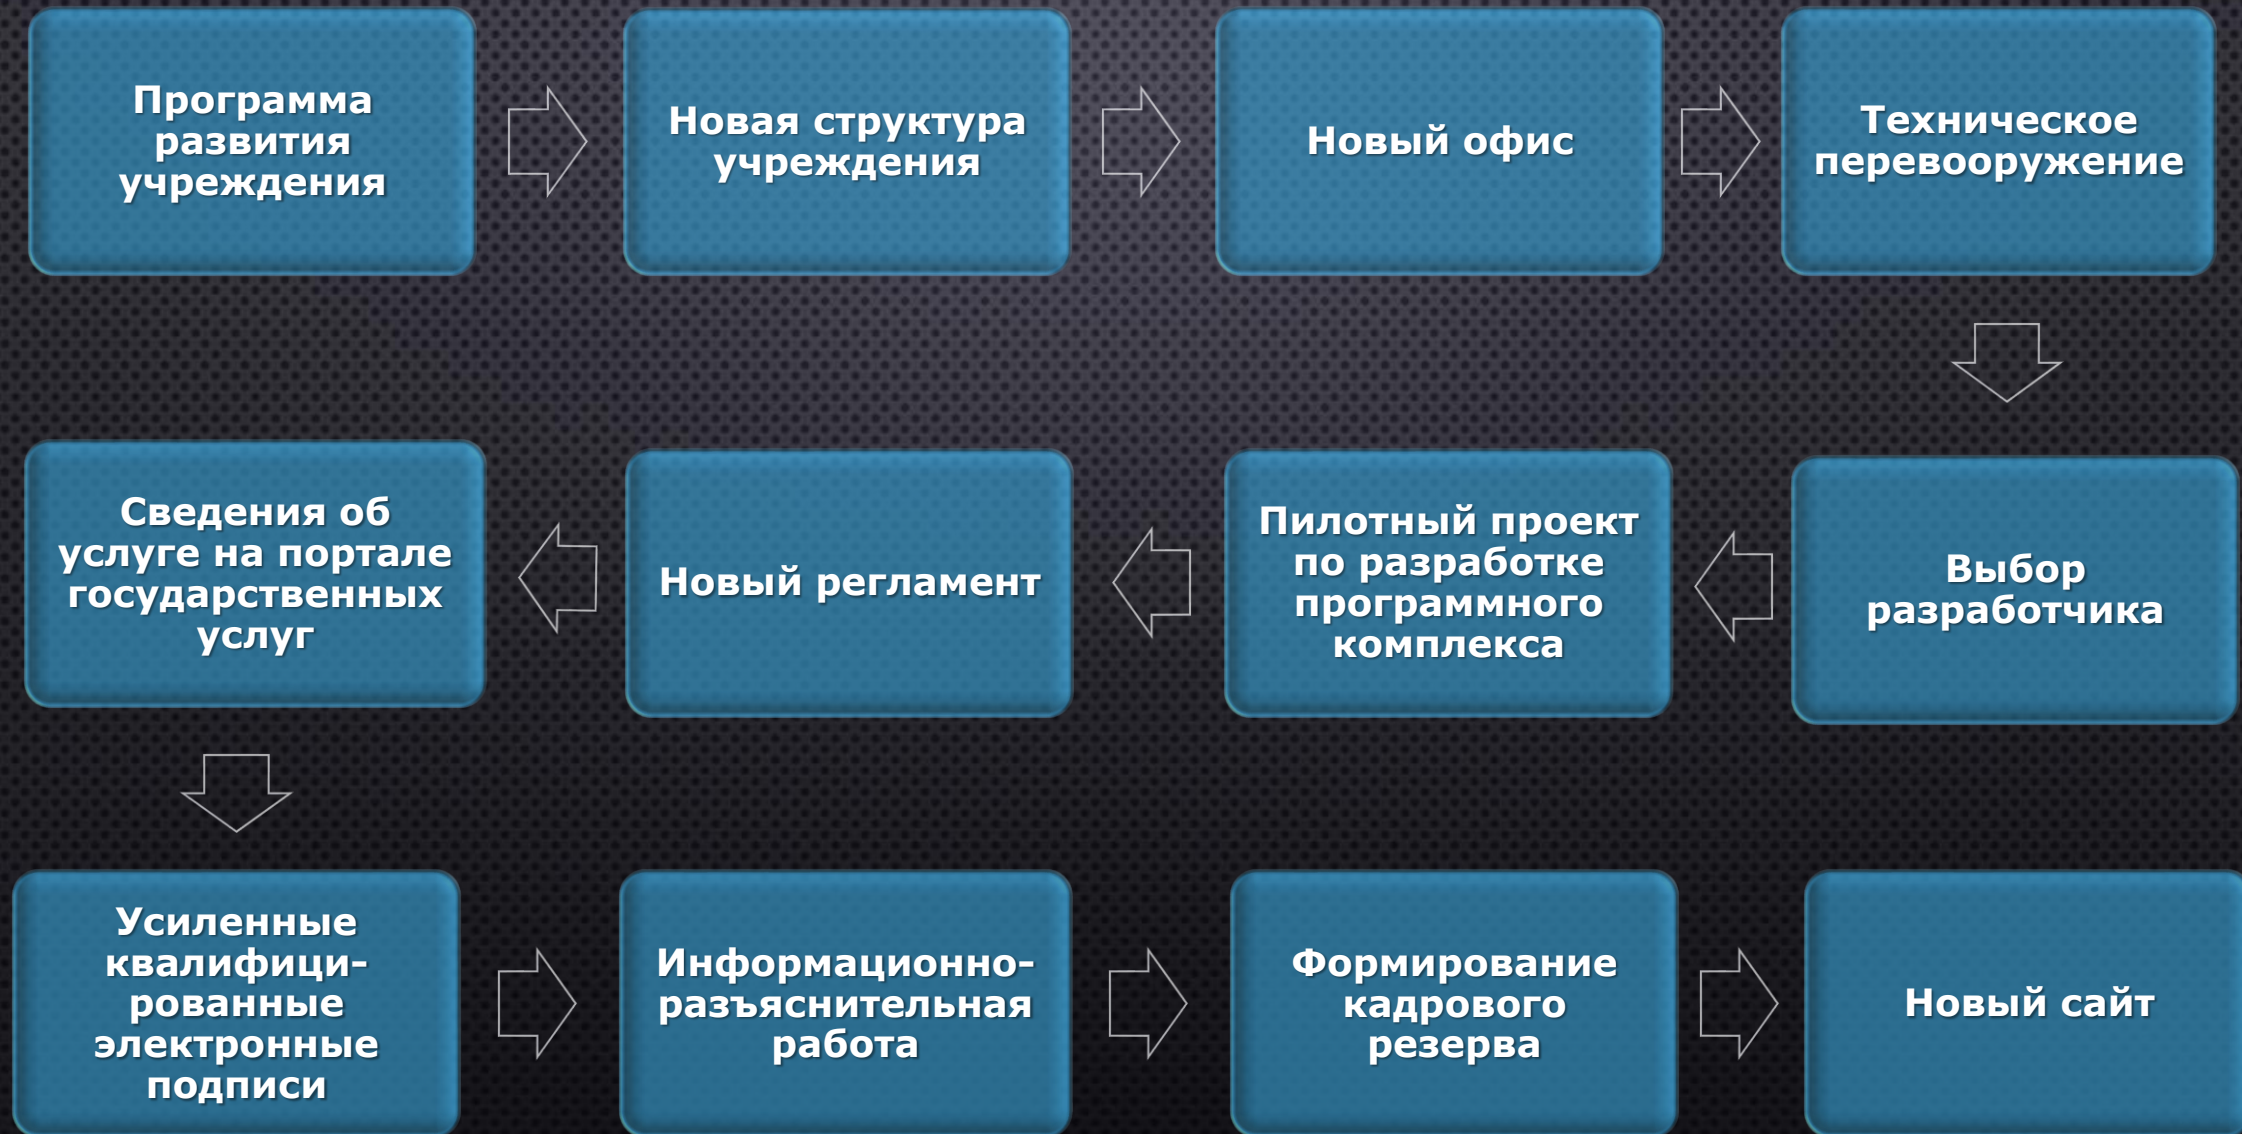 Программа
развития
учреждения
Новая структура
учреждения
Новый офис
Техническое
перевооружение
Выбор
разработчика
Пилотный проект
по разработке
программного
комплекса
Новый регламент
Сведения об
услуге на портале
государственных
услуг
Усиленные
квалифици-
рованные
электронные
подписи
Информационно-
разъяснительная
работа
Формирование
кадрового
резерва
Новый сайт